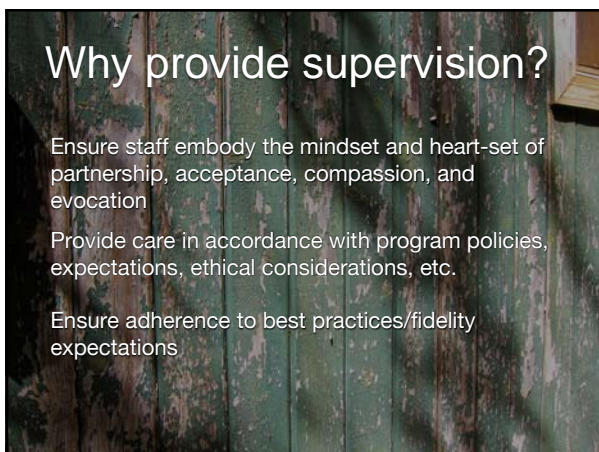 Why provide supervision?
Ensure staff embody the mindset and heart-set of
partnership, acceptance, compassion, and
evocation
Provide care in accordance with program policies,
expectations, ethical considerations, etc.
Ensure adherence to best practices/fidelity
expectations